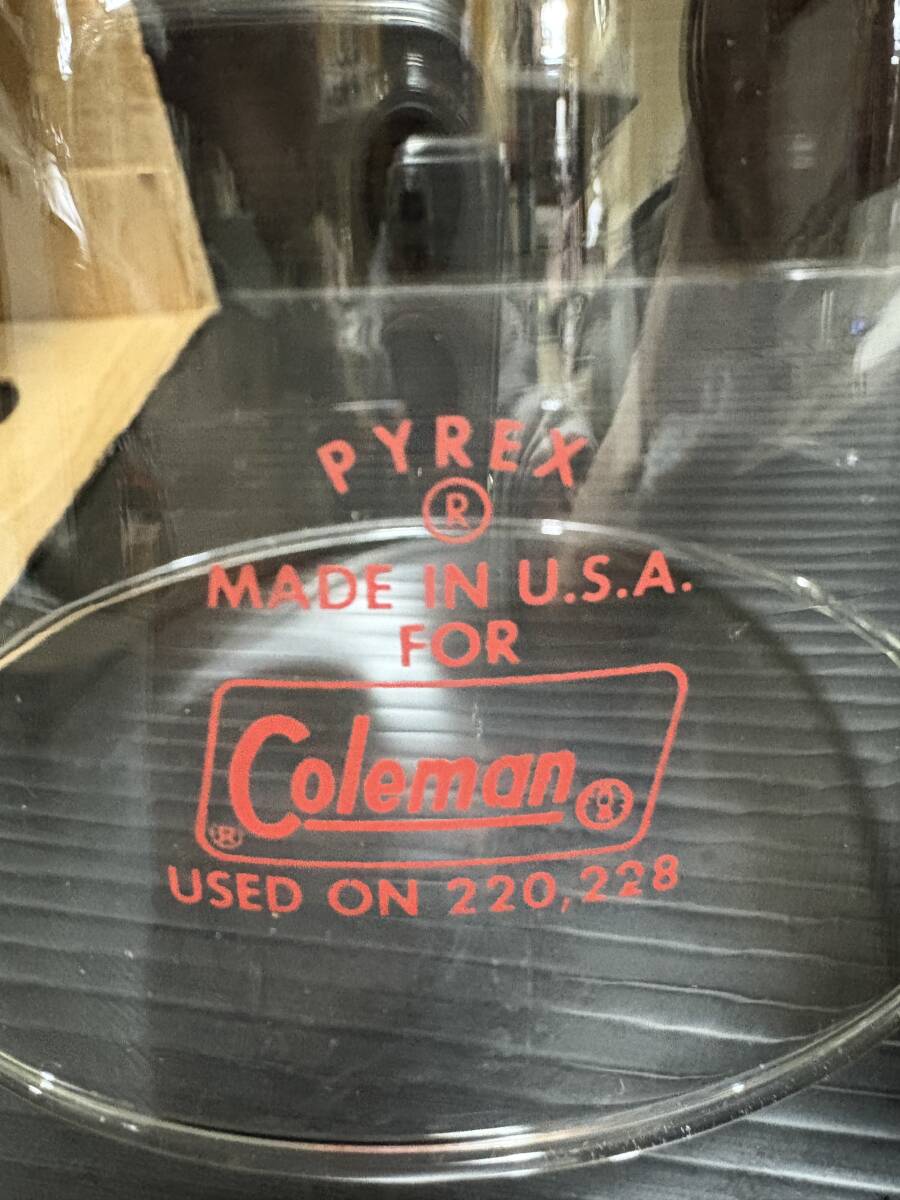 PYREX
®
MADE IN U.S.A.
FOR
Coleman
®
USED ON 220,228